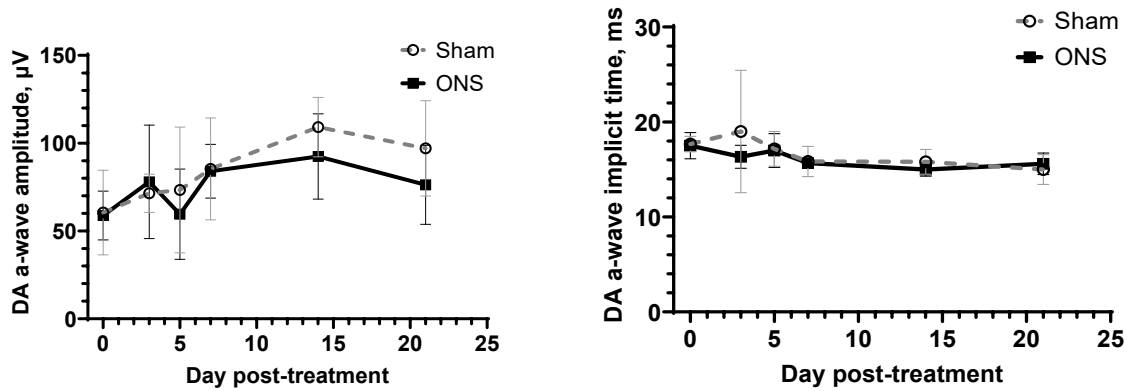 Sham
ONS
DA a-wave amplitude, µV
150
100
50
0
0 5 10 15 20 25
Day post-treatment
Sham
ONS
DA a-wave implicit time, ms
30
20
10
0
0 5 10 15 20 25
Day post-treatment